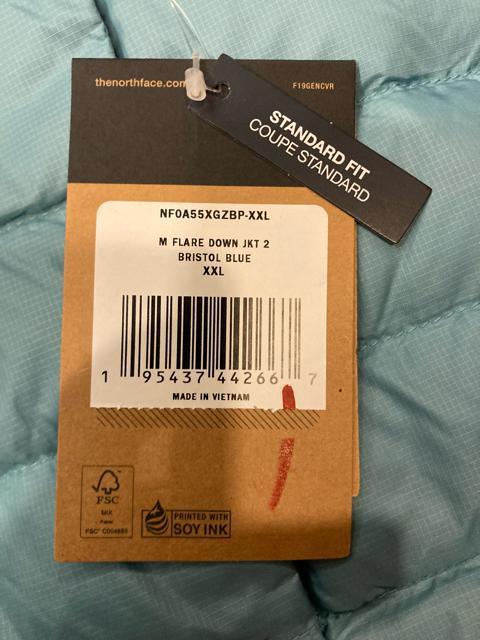 thenorthface.com
F19GENCVR
STANDARD FIT
COUPE STANDARD
NF0A55XGZBP-XXL
M FLARE DOWN JKT 2
BRISTOL BLUE
XXL
1 95437 44266 7
MADE IN VIETNAM
FSC
MIX
Paper
FSC® C004885
PRINTED WITH
SOY INK